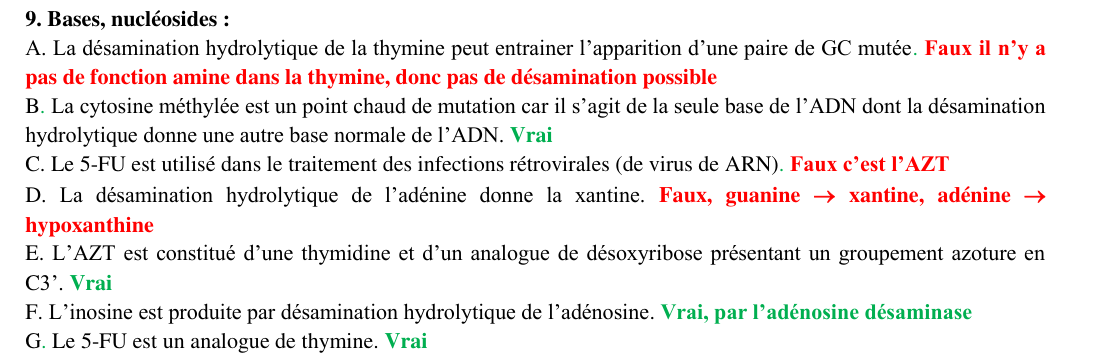 9. Bases, nucléosides :
A. La désamination hydrolytique de la thymine peut entrainer l’apparition d’une paire de GC mutée. Faux il n’y a
pas de fonction amine dans la thymine, donc pas de désamination possible
B. La cytosine méthylée est un point chaud de mutation car il s’agit de la seule base de l’ADN dont la désamination
hydrolytique donne une autre base normale de l’ADN. Vrai
C. Le 5-FU est utilisé dans le traitement des infections rétrovirales (de virus de ARN). Faux c’est l’AZT
D. La désamination hydrolytique de l’adénine donne la xantine. Faux, guanine → xantine, adénine →
hypoxanthine
E. L’AZT est constitué d’une thymidine et d’un analogue de désoxyribose présentant un groupement azoture en
C3’. Vrai
F. L’inosine est produite par désamination hydrolytique de l’adénosine. Vrai, par l’adénosine désaminase
G. Le 5-FU est un analogue de thymine. Vrai